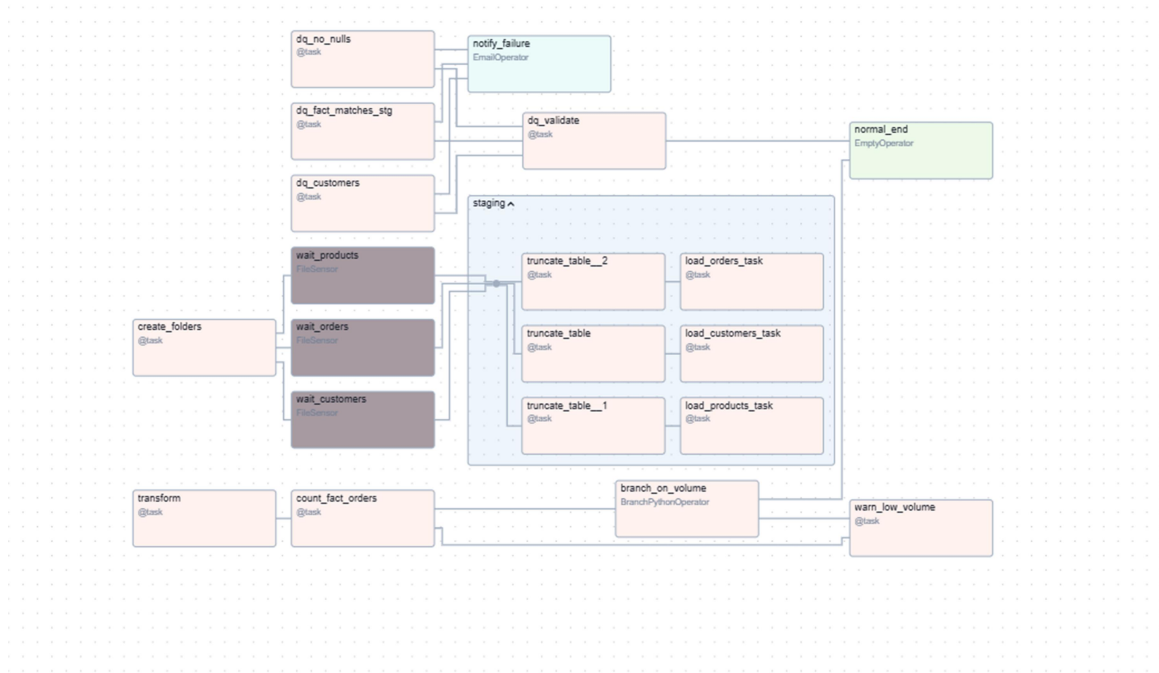 dq_no_nulls
@task
notify_failure
EmailOperator
dq_fact_matches_stg
@task
dq_validate
@task
normal_end
EmptyOperator
dq_customers
@task
staging
wait_products
FileSensor
truncate_table__2
@task
load_orders_task
@task
create_folders
@task
wait_orders
FileSensor
truncate_table
@task
load_customers_task
@task
wait_customers
FileSensor
truncate_table__1
@task
load_products_task
@task
transform
@task
count_fact_orders
@task
branch_on_volume
BranchPythonOperator
warn_low_volume
@task